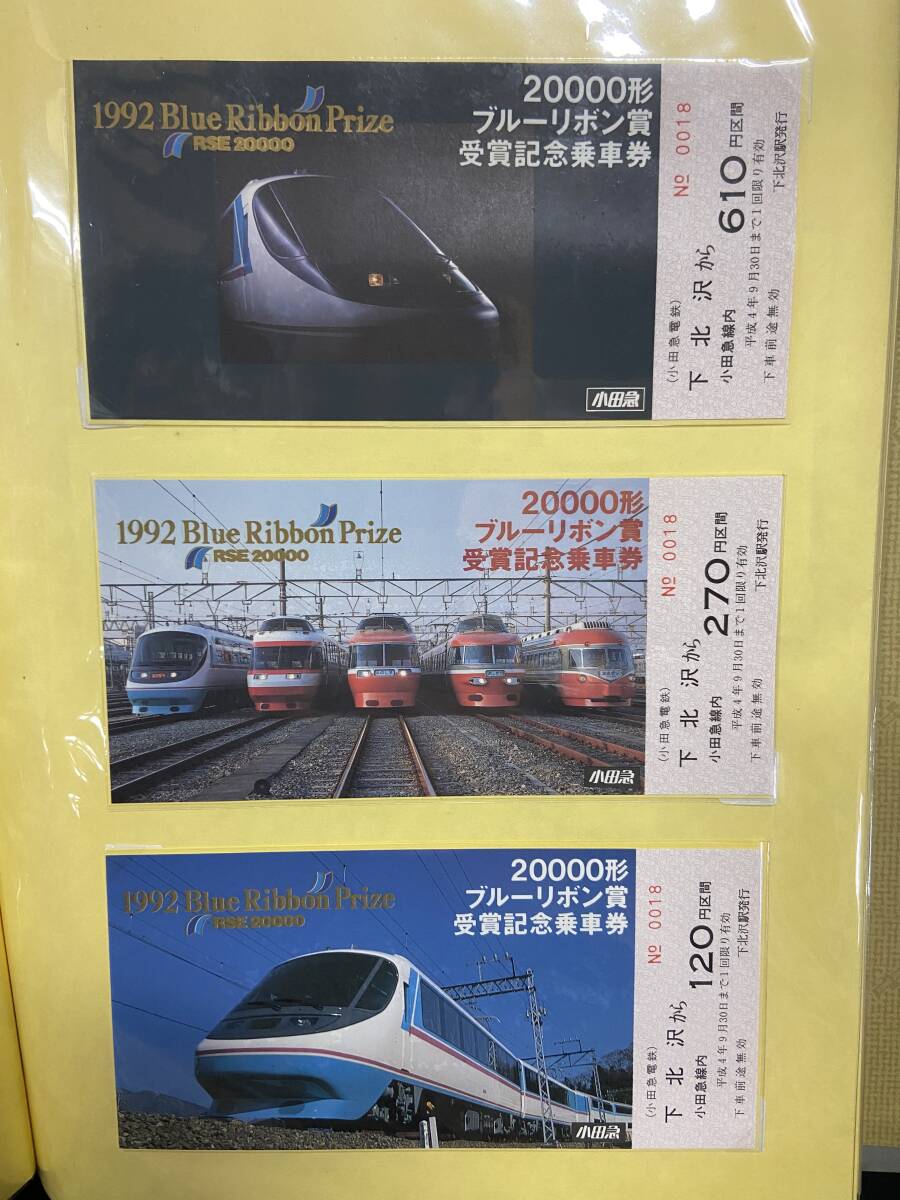 1992 Blue Ribbon Prize
RSE 20000
20000形
ブルーリボン賞
受賞記念乗車券
小田急
№ 0018
(小田急電鉄)
下北沢から
小田急線内 610円区間
平成4年9月30日まで1回限り有効
下車前途無効
下北沢駅発行
1992 Blue Ribbon Prize
RSE 20000
20000形
ブルーリボン賞
受賞記念乗車券
小田急
№ 0018
(小田急電鉄)
下北沢から
小田急線内 270円区間
平成4年9月30日まで1回限り有効
下車前途無効
下北沢駅発行
1992 Blue Ribbon Prize
RSE 20000
20000形
ブルーリボン賞
受賞記念乗車券
小田急
№ 0018
(小田急電鉄)
下北沢から
小田急線内 120円区間
平成4年9月30日まで1回限り有効
下車前途無効
下北沢駅発行